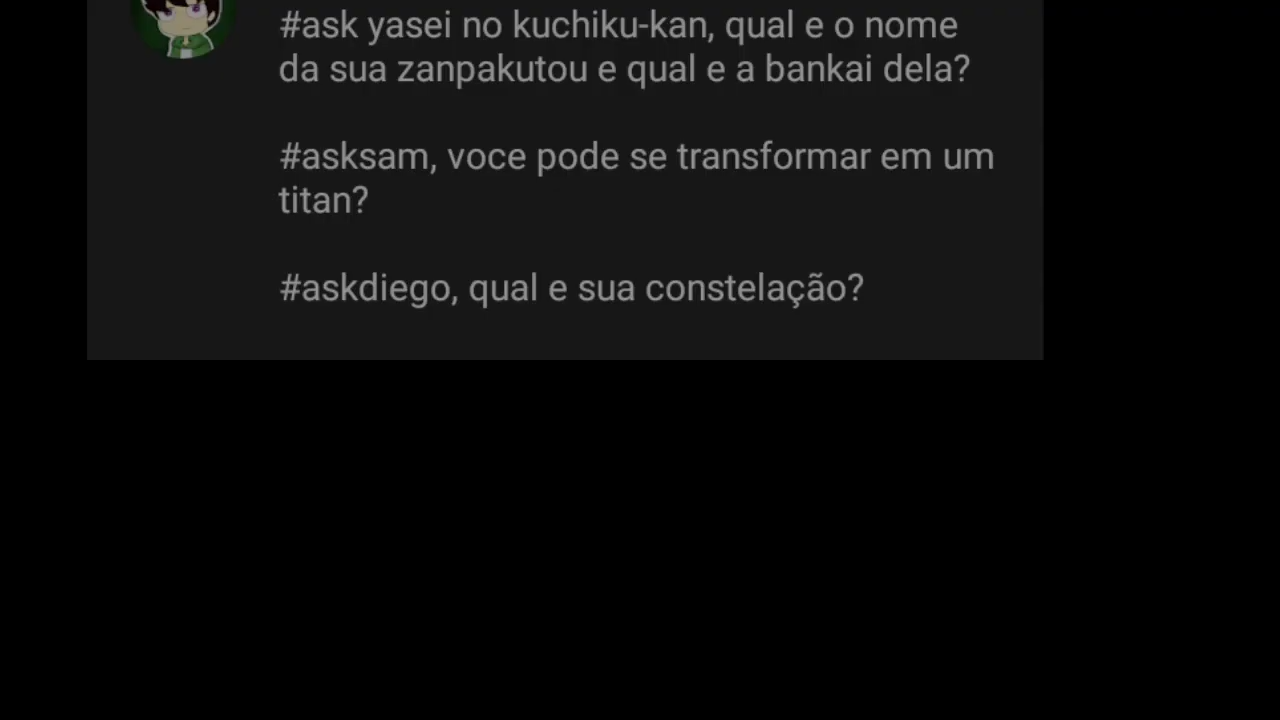 #ask yasei no kuchiku-kan, qual e o nome
da sua zanpakutou e qual e a bankai dela?
#asksam, voce pode se transformar em um
titan?
#askdiego, qual e sua constelação?